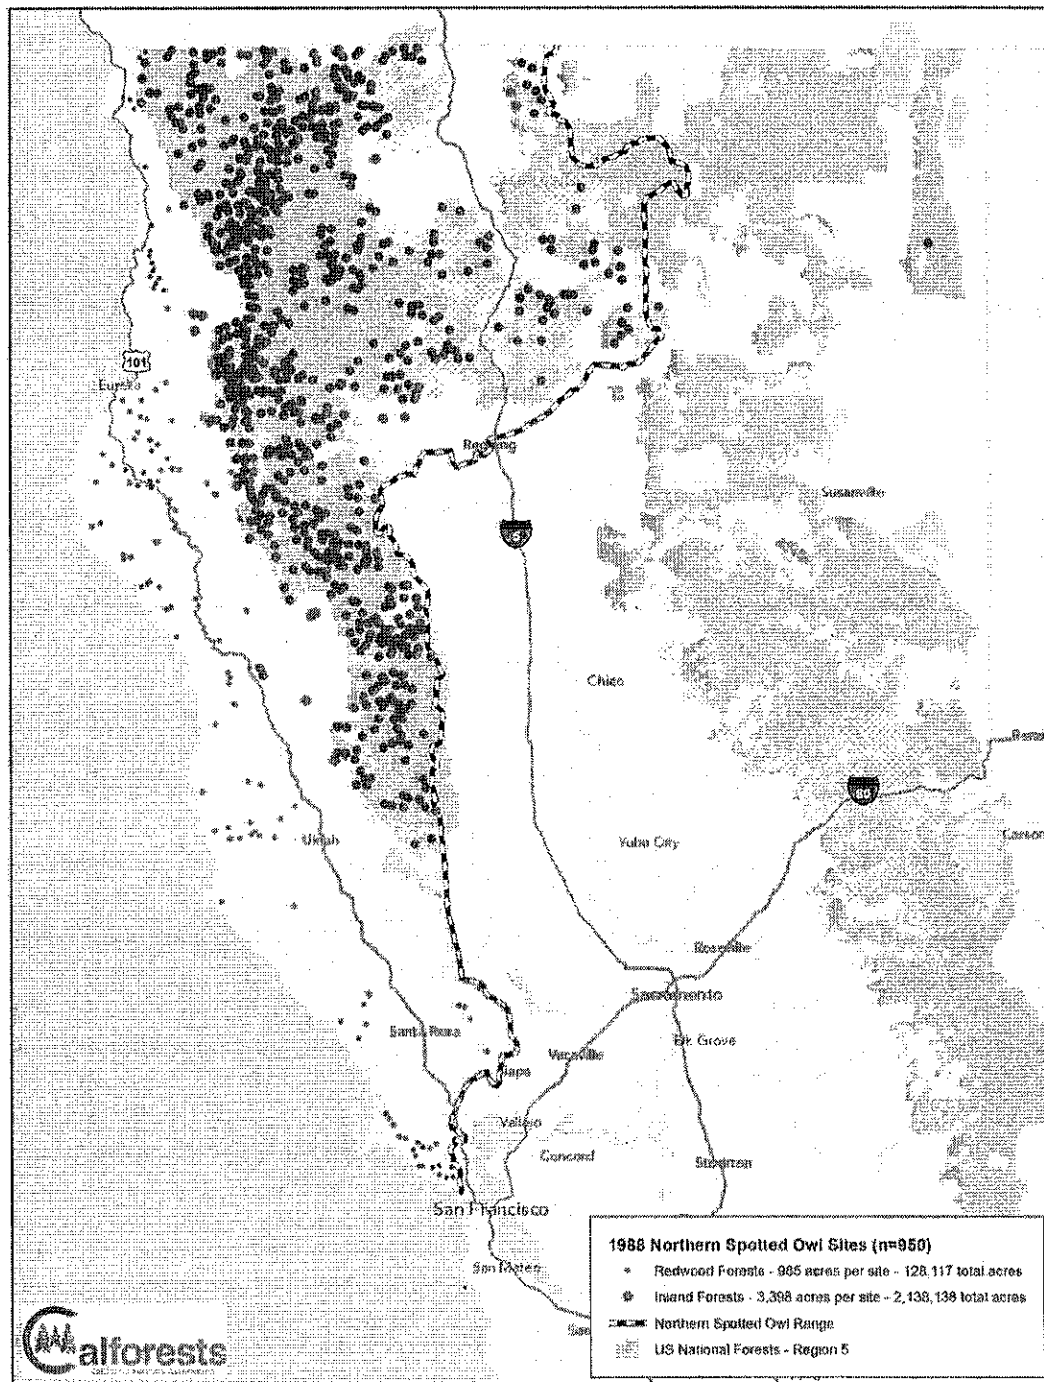 101
Eureka
Redding
5
Susanville
Chico
Reno
80
Ukiah
Yuba City
Carson
Roseville
Sacramento
Santa Rosa
Elk Grove
Vacaville
Napa
Vallejo
Concord
Stockton
San Francisco
San Mateo
San
1988 Northern Spotted Owl Sites (n=950)
Redwood Forests - 985 acres per site - 128,117 total acres
Inland Forests - 3,398 acres per site - 2,138,138 total acres
Northern Spotted Owl Range
US National Forests - Region 5
Calforests